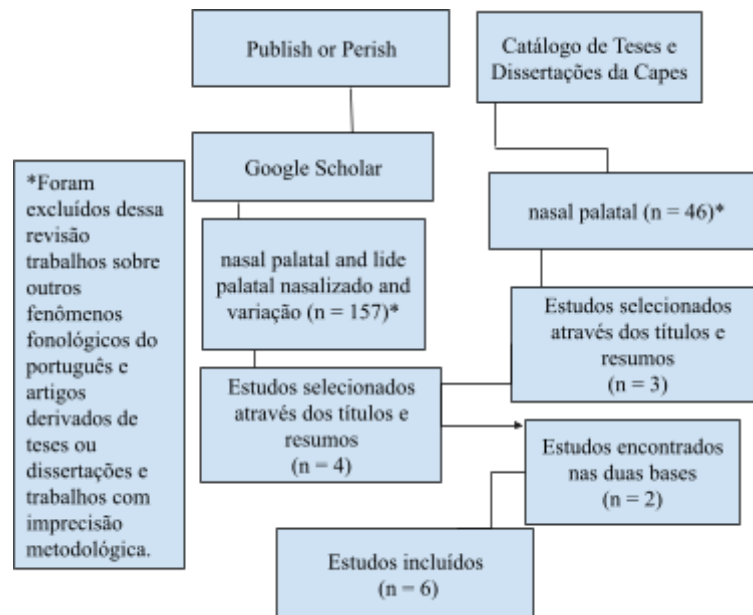 Publish or Perish
Catálogo de Teses e
Dissertações da Capes
Google Scholar
*Foram
excluídos dessa
revisão
trabalhos sobre
outros
fenômenos
fonológicos do
português e
artigos
derivados de
teses ou
dissertações e
trabalhos com
imprecisão
metodológica.
nasal palatal and lide
palatal nasalizado and
variação (n = 157)*
nasal palatal (n = 46)*
Estudos selecionados
através dos títulos e
resumos
(n = 3)
Estudos selecionados
através dos títulos e
resumos
(n = 4)
Estudos encontrados
nas duas bases
(n = 2)
Estudos incluídos
(n = 6)